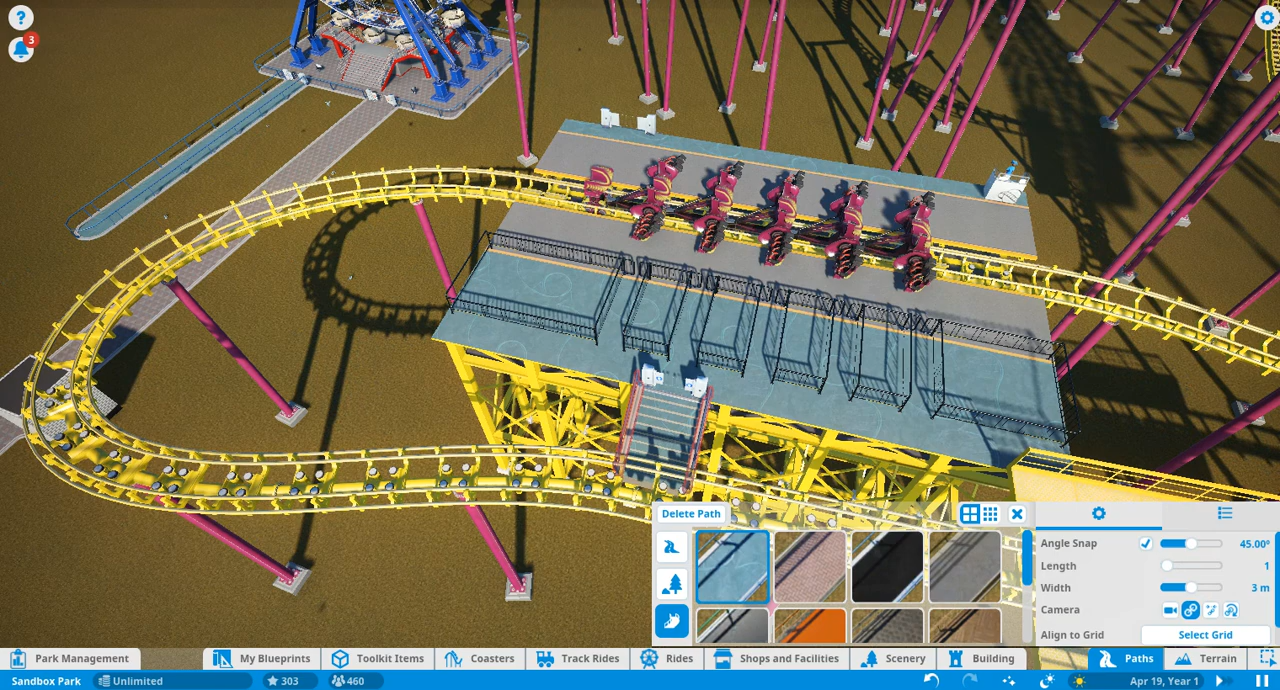 ?
3
Delete Path
Angle Snap 45.00°
Length 1
Width 3 m
Camera
Align to Grid Select Grid
Park Management My Blueprints Toolkit Items Coasters Track Rides Rides Shops and Facilities Scenery Building Paths Terrain
Sandbox Park Unlimited 303 460 Apr 19, Year 1